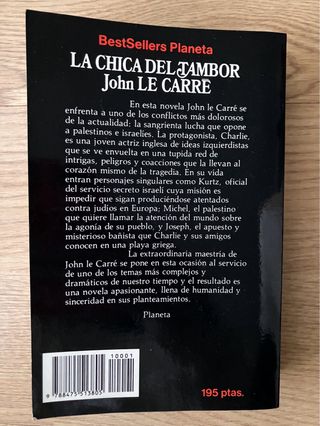 BestSellers Planeta
LA CHICA DEL TAMBOR
John LE CARRE
En esta novela John le Carré se
enfrenta a uno de los conflictos más dolorosos
de la actualidad: la sangrienta lucha que opone
a palestinos e israelíes. La protagonista, Charlie,
es una joven actriz inglesa de ideas izquierdistas
que se ve envuelta en una tupida red de
intrigas, peligros y coacciones que la llevan al
corazón mismo de la tragedia. En su vida
entran personajes singulares como Kurtz, oficial
del servicio secreto israelí cuya misión es
impedir que sigan produciéndose atentados
contra judíos en Europa; Michel, el palestino
que quiere llamar la atención del mundo sobre
la agonía de su pueblo, y Joseph, el apuesto y
misterioso bañista que Charlie y sus amigos
conocen en una playa griega.
La extraordinaria maestría de
John le Carré se pone en esta ocasión al servicio
de uno de los temas más complejos y
dramáticos de nuestro tiempo y el resultado es
una novela apasionante, llena de humanidad y
sinceridad en sus planteamientos.
Planeta
10001
9 788475 513805
195 ptas.